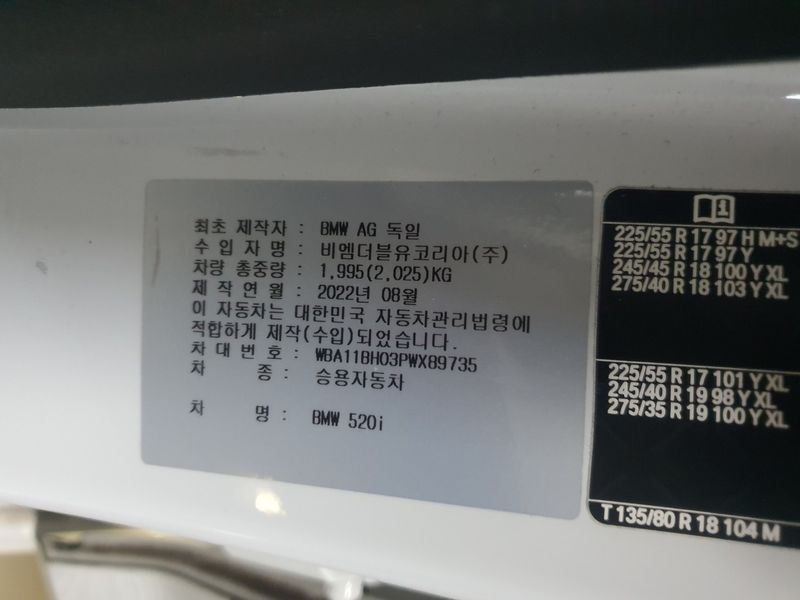 최초 제작자 : BMW AG 독일
수 입 자 명 : 비엠더블유코리아(주)
차량 총중량 : 1,995(2,025)KG
제 작 연 월 : 2022년 08월
이 자동차는 대한민국 자동차관리법령에
적합하게 제작(수입)되었습니다.
차 대 번 호 : WBA11BH03PWX89735
차 종 : 승용자동차
차 명 : BMW 520i
225/55 R 17 97 H M+S
225/55 R 17 97 Y
245/45 R 18 100 Y XL
275/40 R 18 103 Y XL
225/55 R 17 101 Y XL
245/40 R 19 98 Y XL
275/35 R 19 100 Y XL
T 135/80 R 18 104 M